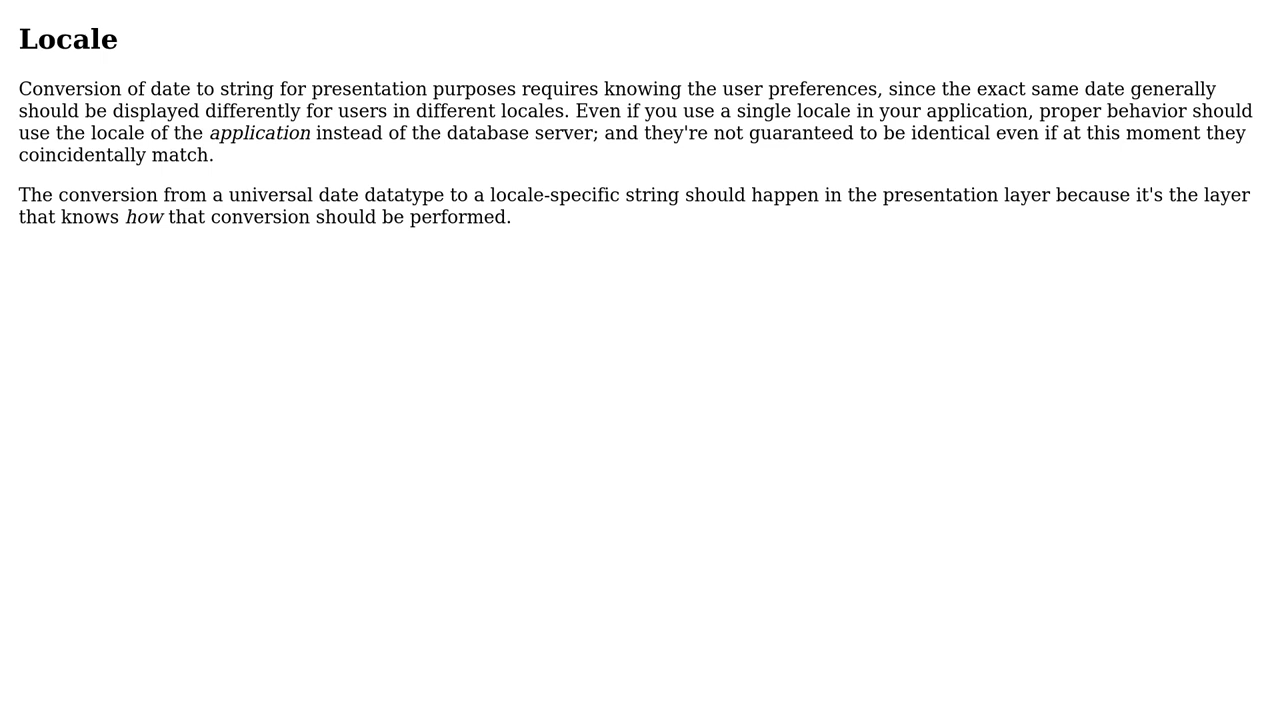 Locale
Conversion of date to string for presentation purposes requires knowing the user preferences, since the exact same date generally
should be displayed differently for users in different locales. Even if you use a single locale in your application, proper behavior should
use the locale of the application instead of the database server; and they're not guaranteed to be identical even if at this moment they
coincidentally match.
The conversion from a universal date datatype to a locale-specific string should happen in the presentation layer because it's the layer
that knows how that conversion should be performed.